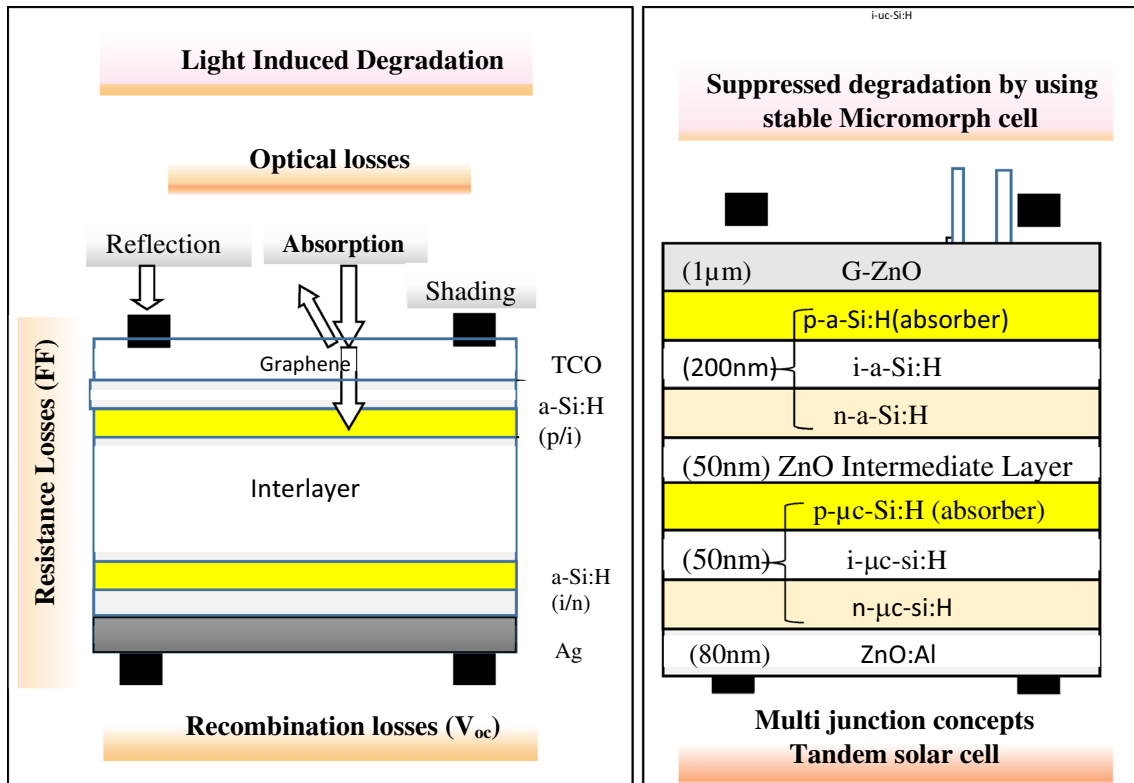 Light Induced Degradation
Optical losses
Reflection
Absorption
Shading
Resistance Losses (FF)
Graphene
TCO
a-Si:H
(p/i)
Interlayer
a-Si:H
(i/n)
Ag
Recombination losses (Voc)
i-uc-Si:H
Suppressed degradation by using
stable Micromorph cell
(1µm) G-ZnO
p-a-Si:H(absorber)
(200nm) i-a-Si:H
n-a-Si:H
(50nm) ZnO Intermediate Layer
p-µc-Si:H (absorber)
(50nm) i-µc-si:H
n-µc-si:H
(80nm) ZnO:Al
Multi junction concepts
Tandem solar cell